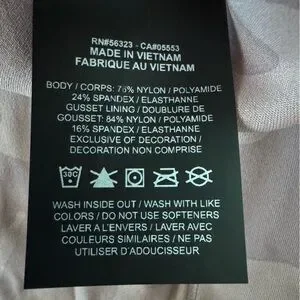 RN#56323 - CA#05553
MADE IN VIETNAM
FABRIQUE AU VIETNAM
BODY / CORPS: 76% NYLON / POLYAMIDE
24% SPANDEX / ELASTHANNE
GUSSET LINING / DOUBLURE DE
GOUSSET: 84% NYLON / POLYAMIDE
16% SPANDEX / ELASTHANNE
EXCLUSIVE OF DECORATION /
DECORATION NON COMPRISE
30C
WASH INSIDE OUT / WASH WITH LIKE
COLORS / DO NOT USE SOFTENERS
LAVER A L'ENVERS / LAVER AVEC
COULEURS SIMILAIRES / NE PAS
UTILISER D'ADOUCISSEUR